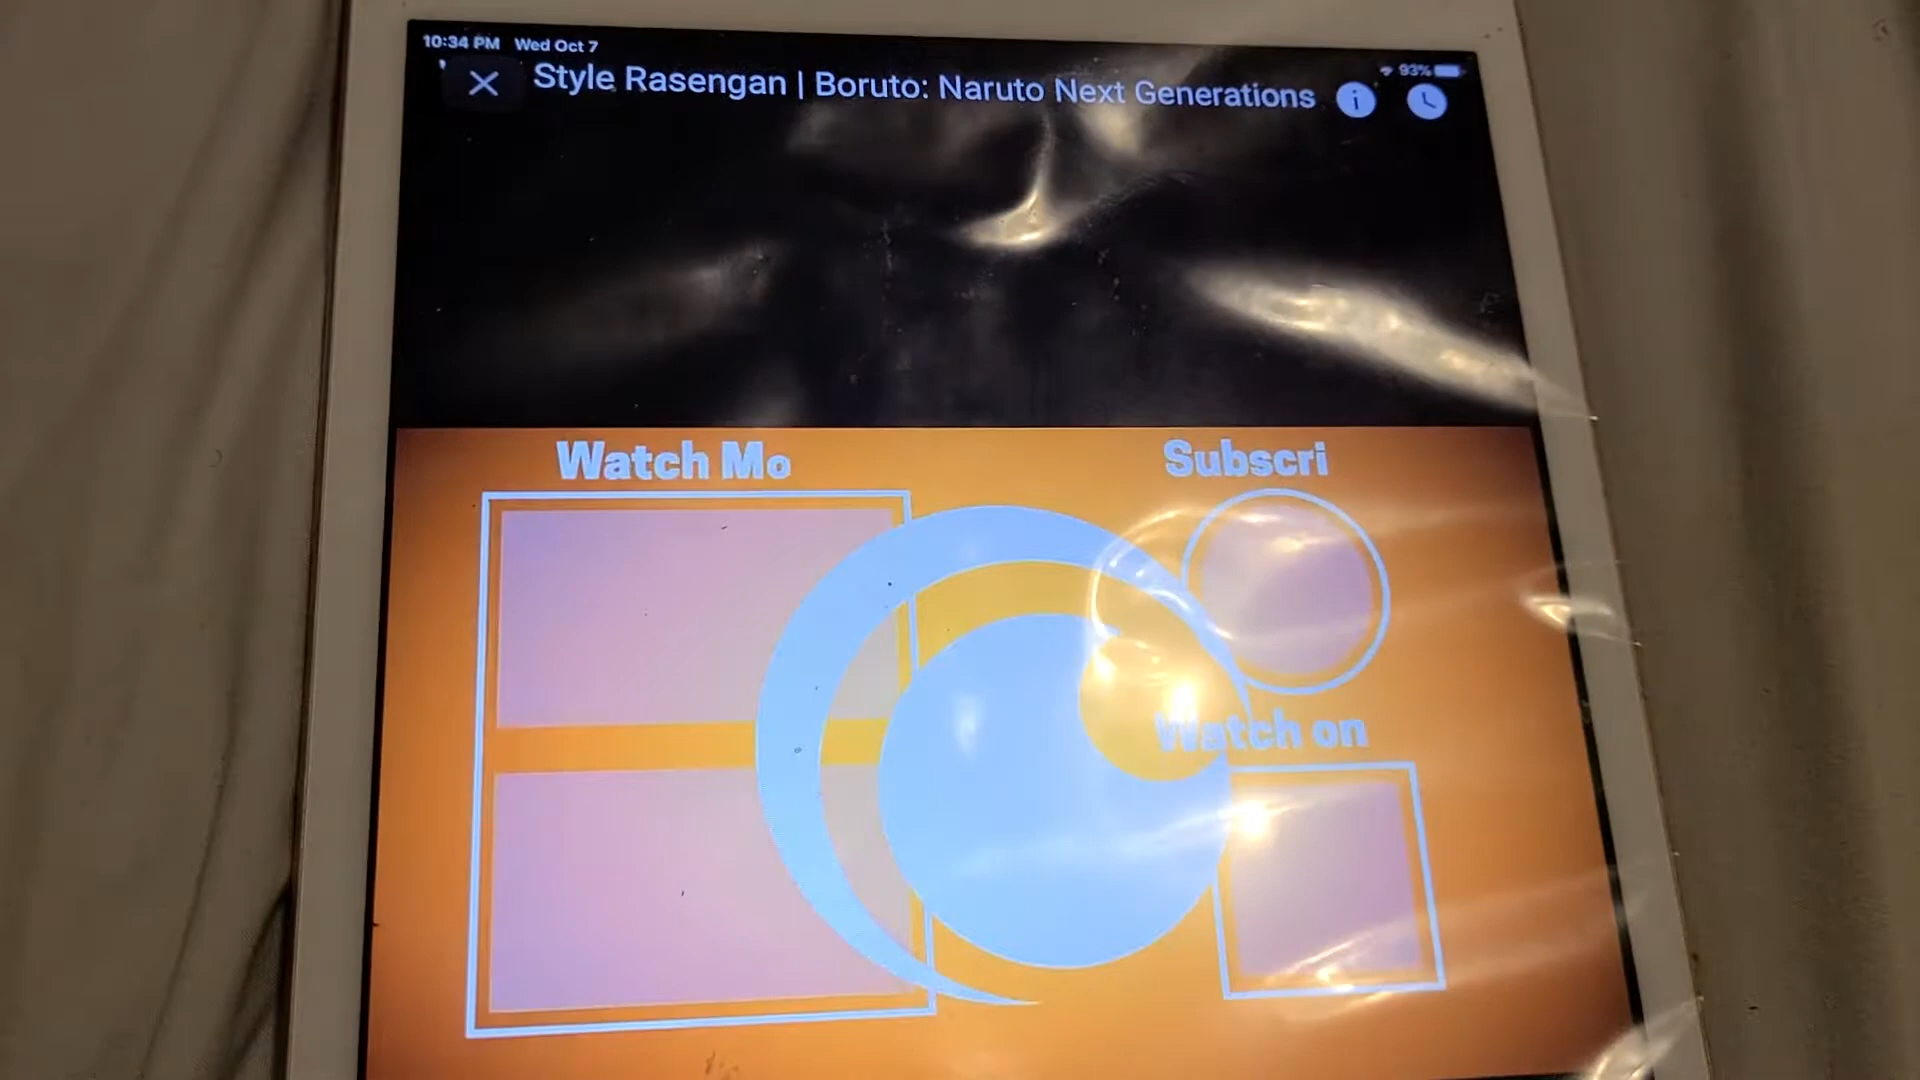 10:34 PM Wed Oct 7
93%
Style Rasengan | Boruto: Naruto Next Generations
Watch Mo
Subscri
Watch on